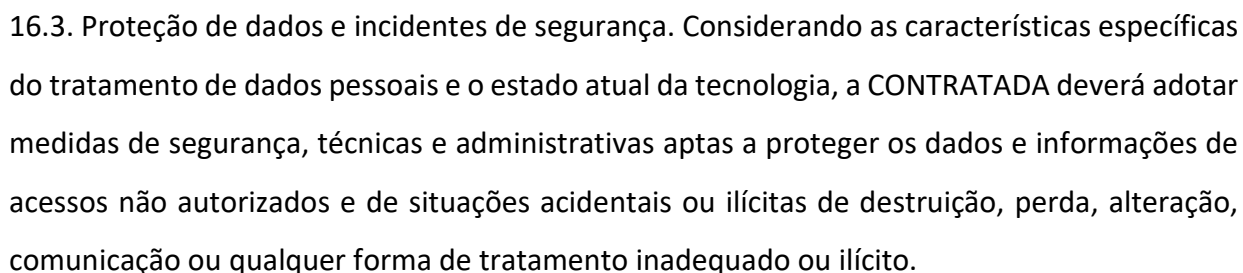 16.3. Proteção de dados e incidentes de segurança. Considerando as características específicas
do tratamento de dados pessoais e o estado atual da tecnologia, a CONTRATADA deverá adotar
medidas de segurança, técnicas e administrativas aptas a proteger os dados e informações de
acessos não autorizados e de situações acidentais ou ilícitas de destruição, perda, alteração,
comunicação ou qualquer forma de tratamento inadequado ou ilícito.